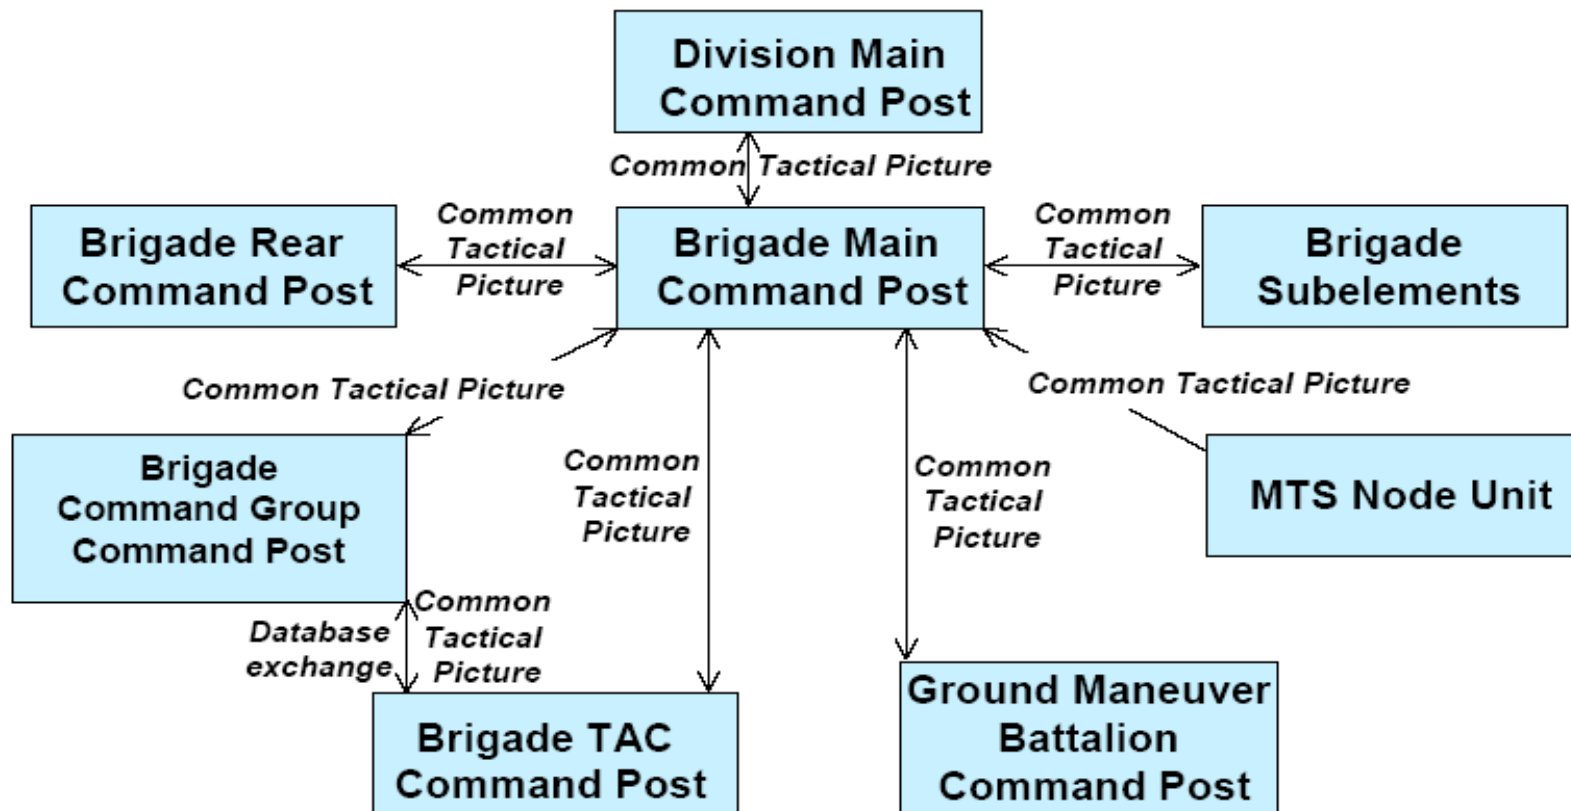 Division Main
Command Post
Common Tactical Picture
Brigade Rear
Command Post
Common
Tactical
Picture
Brigade Main
Command Post
Common
Tactical
Picture
Brigade
Subelements
Common Tactical Picture
Common Tactical Picture
Brigade
Command Group
Command Post
Common
Tactical
Picture
Common
Tactical
Picture
MTS Node Unit
Database
exchange
Common
Tactical
Picture
Brigade TAC
Command Post
Ground Maneuver
Battalion
Command Post